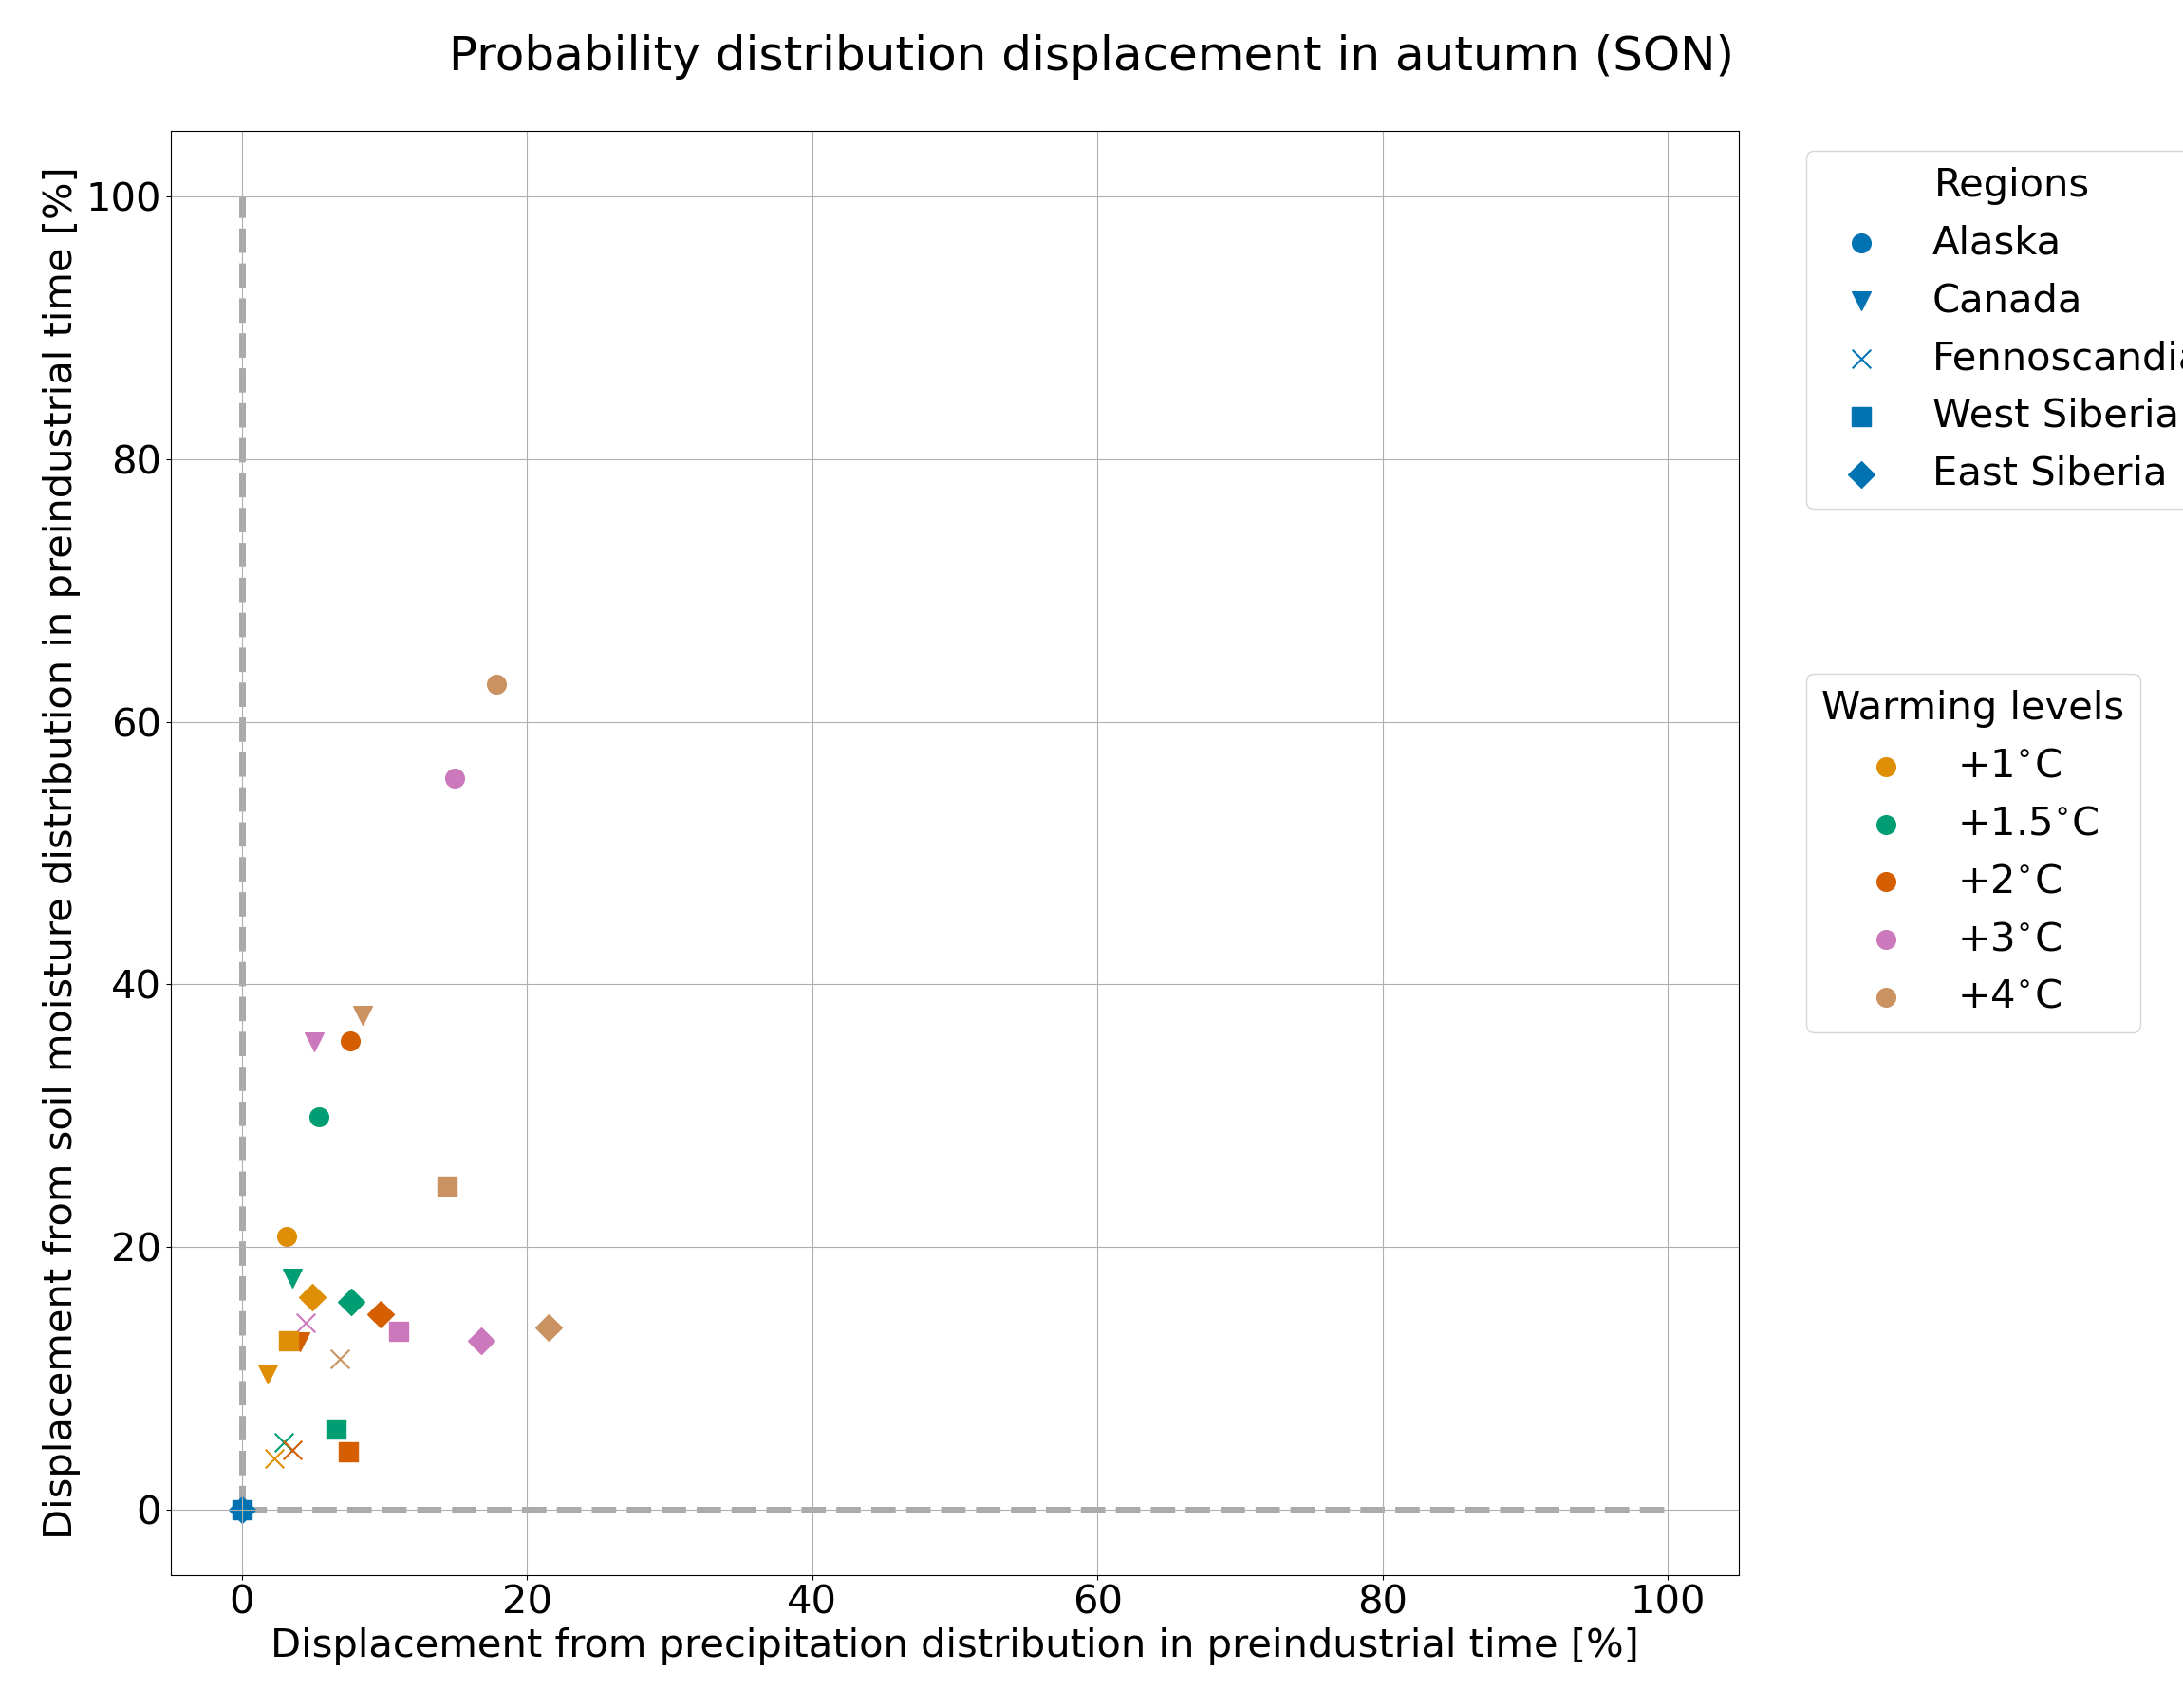 Probability distribution displacement in autumn (SON)
Displacement from soil moisture distribution in preindustrial time [%]
100
80
60
40
20
0
0 20 40 60 80 100
Displacement from precipitation distribution in preindustrial time [%]
Regions
Alaska
Canada
Fennoscandia
West Siberia
East Siberia
Warming levels
+1°C
+1.5°C
+2°C
+3°C
+4°C